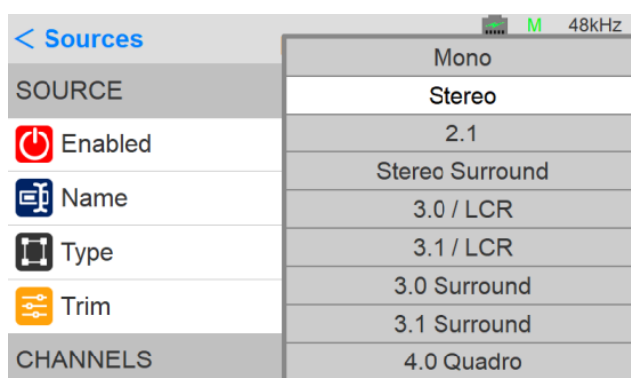 < Sources
M 48kHz
SOURCE
Enabled
Name
Type
Trim
CHANNELS
Mono
Stereo
2.1
Stereo Surround
3.0 / LCR
3.1 / LCR
3.0 Surround
3.1 Surround
4.0 Quadro